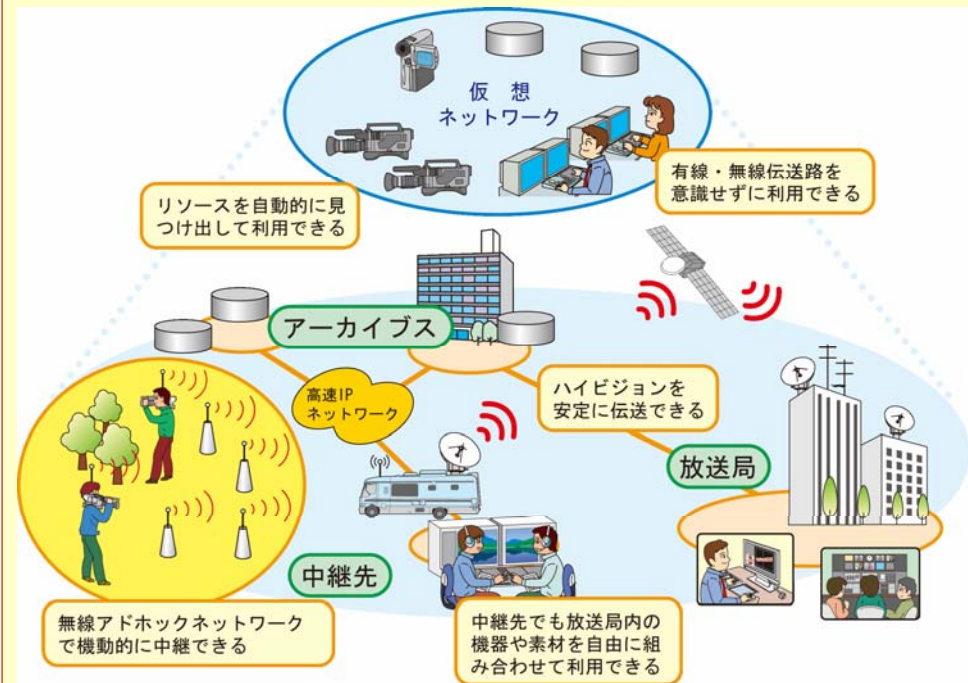 仮 想
ネットワーク
有線・無線伝送路を
意識せずに利用できる
リソースを自動的に見
つけ出して利用できる
アーカイブス
高速IP
ネットワーク
ハイビジョンを
安定に伝送できる
放送局
中継先
無線アドホックネットワーク
で機動的に中継できる
中継先でも放送局内の
機器や素材を自由に組
み合わせて利用できる